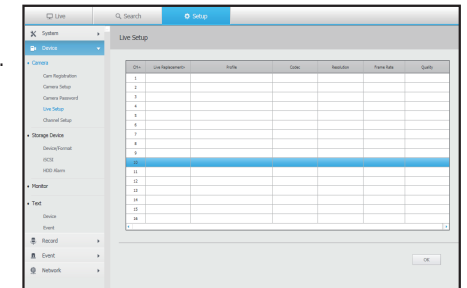 Live
Search
Setup
System
Device
Live Setup
Camera
Cam Registration
Camera Setup
Camera Password
Live Setup
Channel Setup
Storage Device
Device/Format
iSCSI
HDD Alarm
Monitor
Text
Device
Event
Record
Event
Network
CH Live Replacement Profile Codec Resolution Frame Rate Quality
1
2
3
4
5
6
7
8
9
10
11
12
13
14
15
16
OK